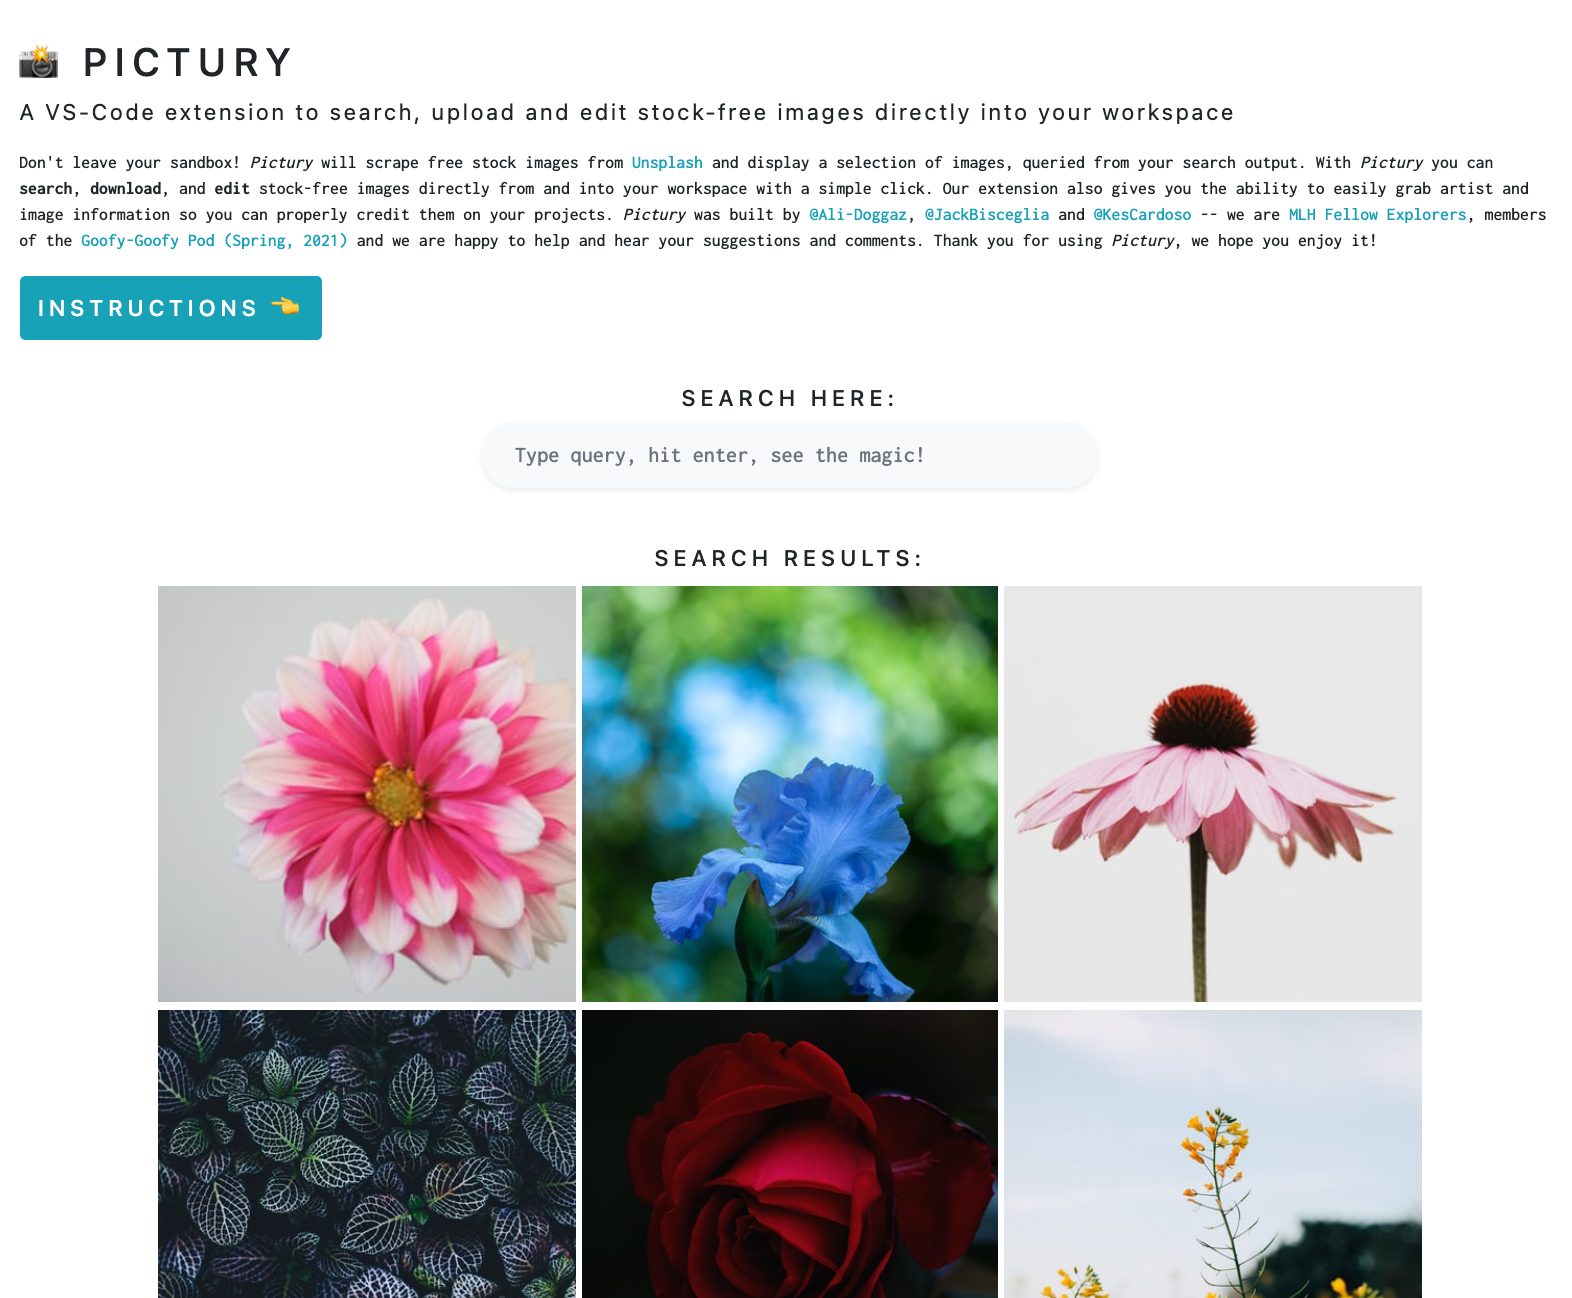 📸 PICTURY
A VS-Code extension to search, upload and edit stock-free images directly into your workspace
Don't leave your sandbox! Pictury will scrape free stock images from Unsplash and display a selection of images, queried from your search output. With Pictury you can
search, download, and edit stock-free images directly from and into your workspace with a simple click. Our extension also gives you the ability to easily grab artist and
image information so you can properly credit them on your projects. Pictury was built by @Ali-Doggaz, @JackBisceglia and @KesCardoso -- we are MLH Fellow Explorers, members
of the Goofy-Goofy Pod (Spring, 2021) and we are happy to help and hear your suggestions and comments. Thank you for using Pictury, we hope you enjoy it!
INSTRUCTIONS 👈
SEARCH HERE:
Type query, hit enter, see the magic!
SEARCH RESULTS: